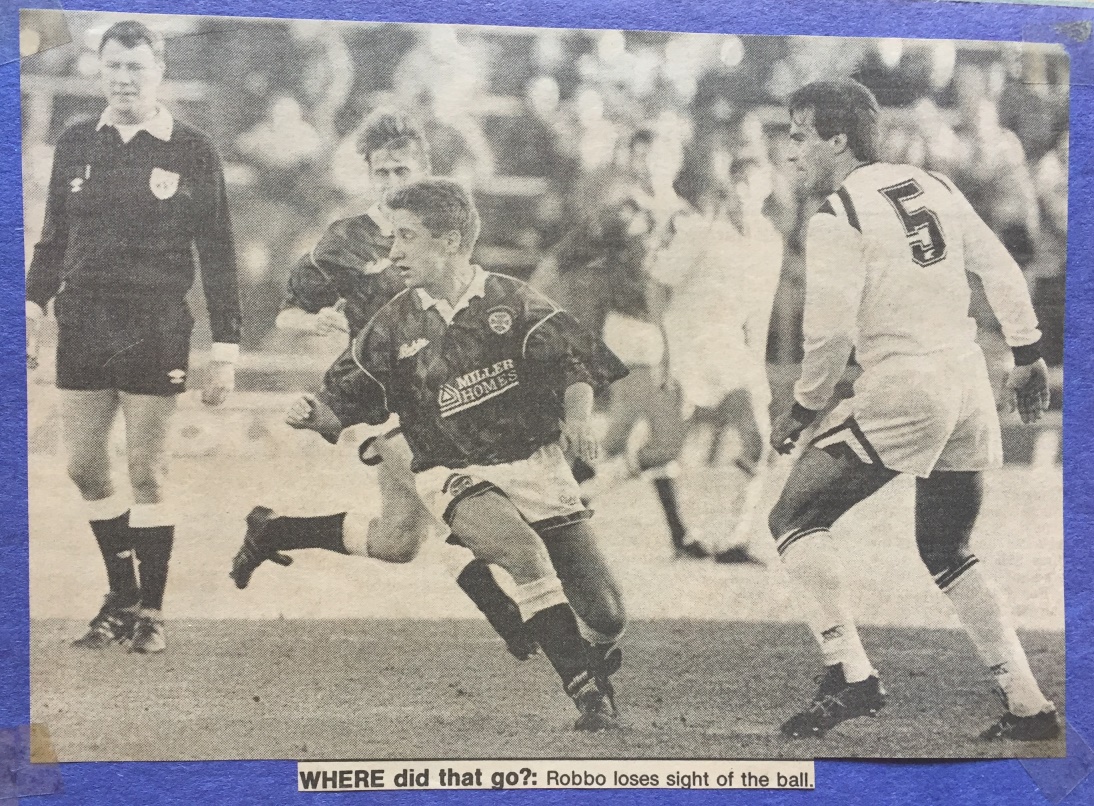 5
MILLER
HOMES
WHERE did that go?: Robbo loses sight of the ball.